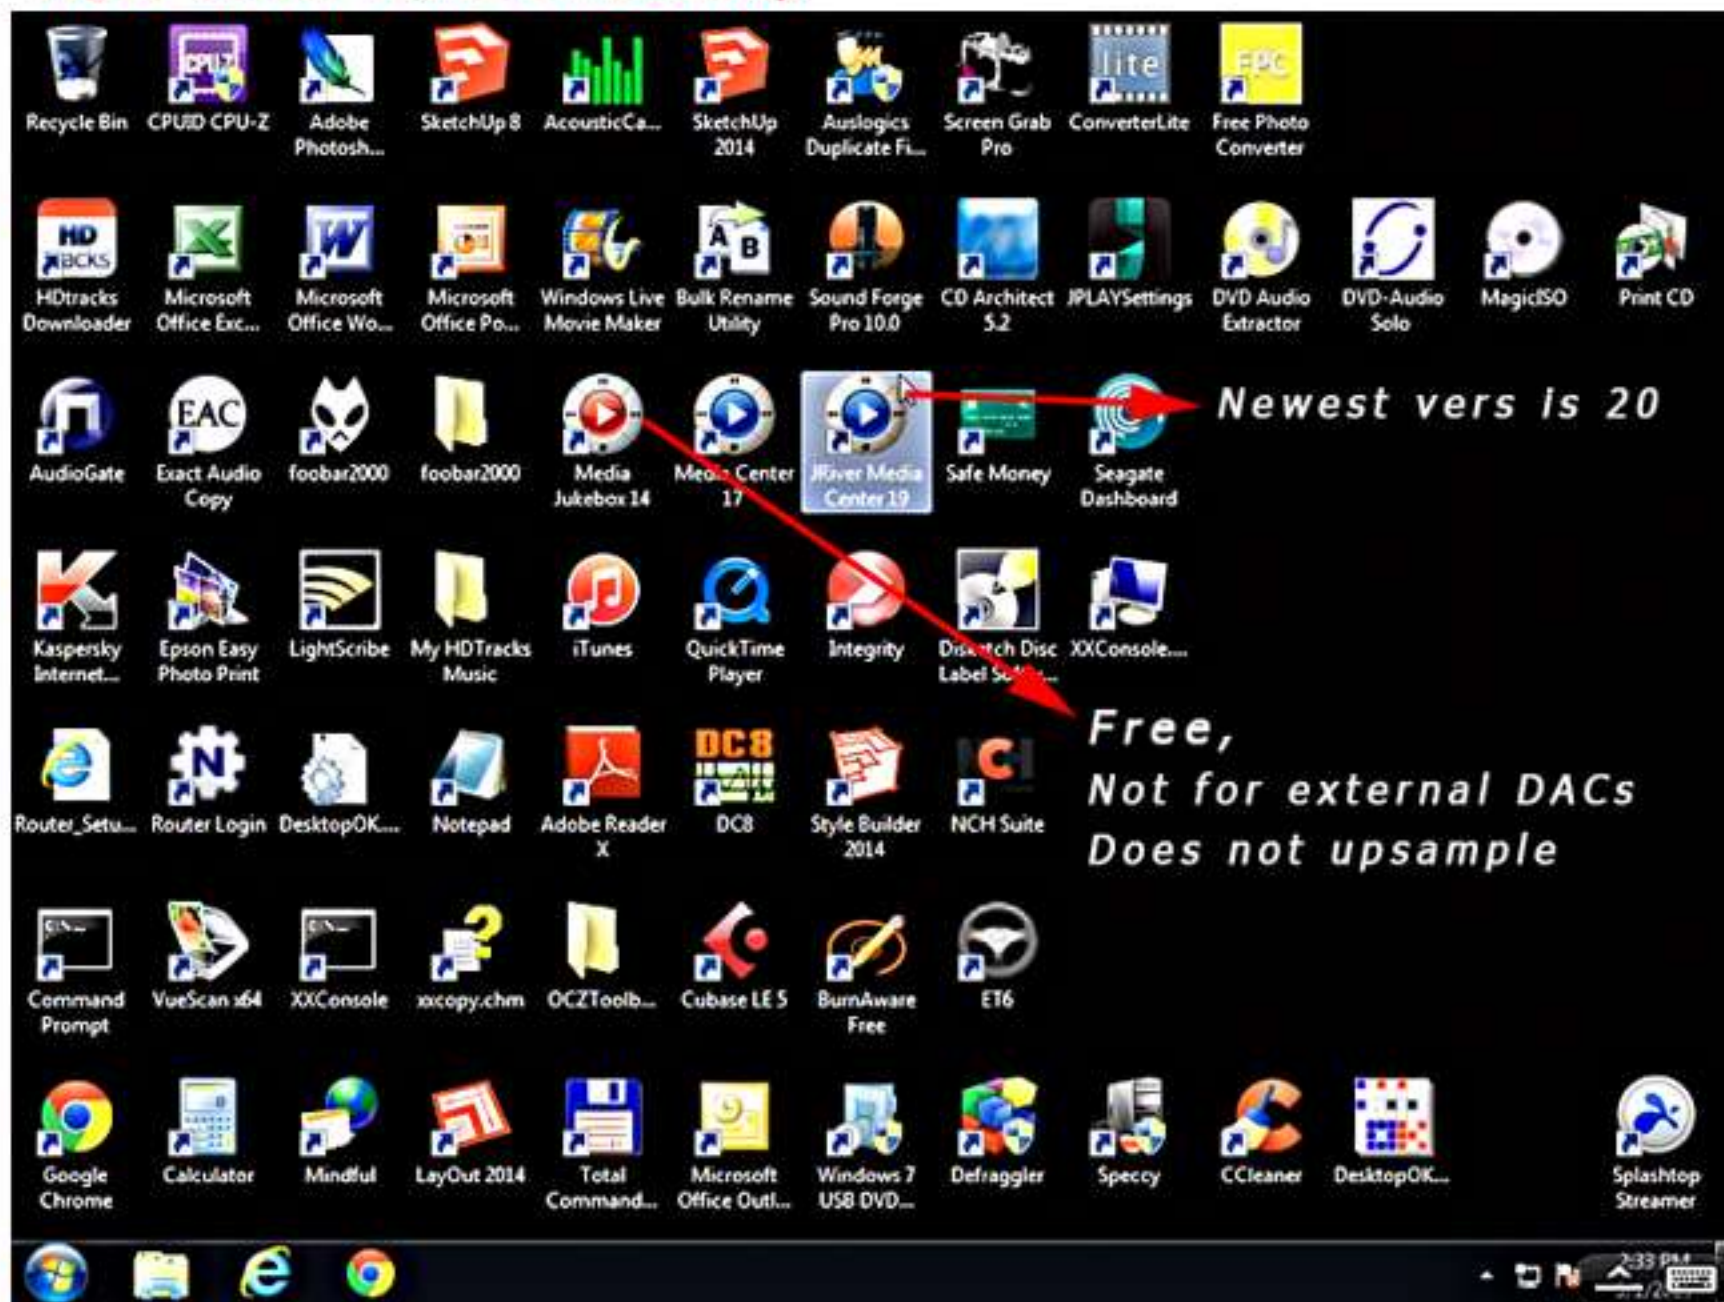 Recycle Bin CPUID CPU-Z Adobe Photosh... SketchUp 8 AcousticCa... SketchUp 2014 Auslogics Duplicate Fi... Screen Grab Pro ConverterLite Free Photo Converter
CPU-Z
lite
FPC
HD
HDtracks Downloader Microsoft Office Exc... Microsoft Office Wo... Microsoft Office Po... Windows Live Movie Maker Bulk Rename Utility Sound Forge Pro 10.0 CD Architect 5.2 JPLAYSettings DVD Audio Extractor DVD-Audio Solo MagicISO Print CD
A B
EAC
Newest vers is 20
AudioGate Exact Audio Copy foobar2000 foobar2000 Media Jukebox 14 Media Center 17 JRiver Media Center 19 Safe Money Seagate Dashboard
Kaspersky Internet... Epson Easy Photo Print LightScribe My HDTracks Music iTunes QuickTime Player Integrity XXConsole....
Free,
Not for external DACs
Does not upsample
N
DC8
NCH
Router_Setu... Router Login DesktopOK.... Notepad Adobe Reader X DC8 Style Builder 2014 NCH Suite
Command Prompt VueScan x64 XXConsole xxcopy.chm OCZToolb... Cubase LE 5 BurnAware Free ET6
Google Chrome Calculator Mindful LayOut 2014 Total Command... Microsoft Office Outl... Windows 7 USB DVD... Defraggler Speccy CCleaner DesktopOK... Splashtop Streamer